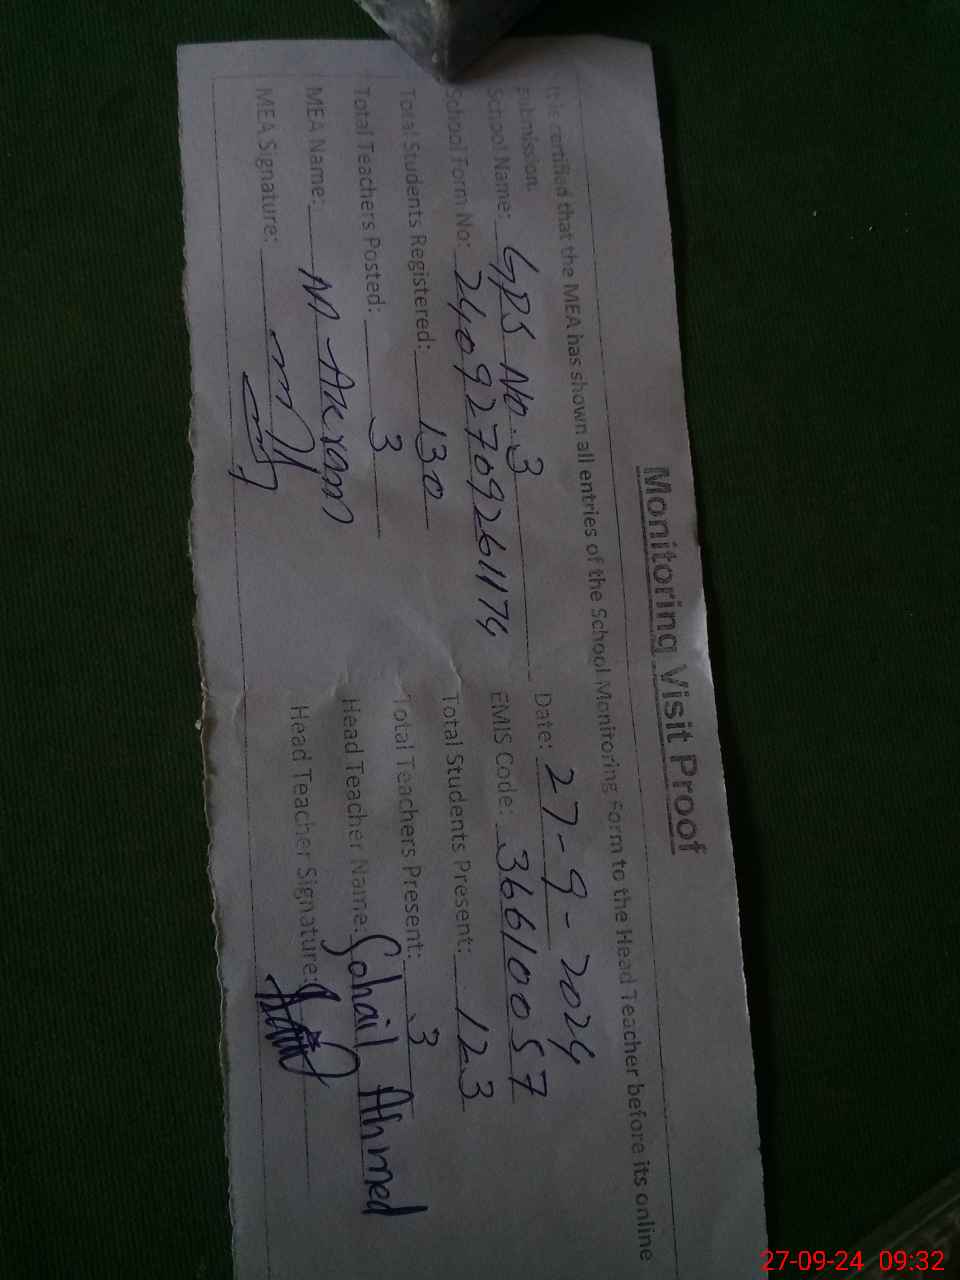 Monitoring Visit Proof
It is certified that the MEA has shown all entries of the School Monitoring Form to the Head Teacher before its online
submission.
School Name: GPS No. 3 Date: 27-9-2024
School Form No: 24092709261174 EMIS Code: 36610057
Total Students Registered: 130 Total Students Present: 123
Total Teachers Posted: 3 Total Teachers Present: 3
MEA Name: M Akram Head Teacher Name: Sohail Ahmed
MEA Signature: Head Teacher Signature:
27-09-24 09:32